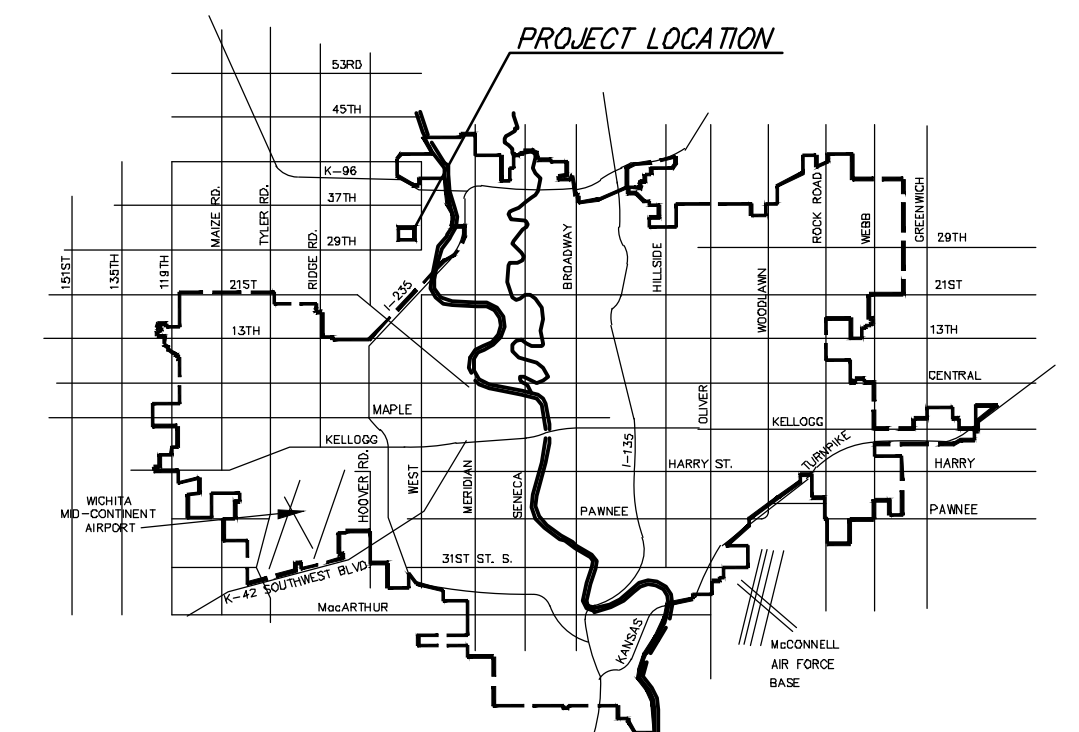 PROJECT LOCATION
53RD
45TH
K-96
37TH
29TH
MAIZE RD.
TYLER RD.
RIDGE RD.
151ST
135TH
119TH
21ST
I-235
13TH
BROADWAY
HILLSIDE
WOODLAWN
ROCK ROAD
WEBB
GREENWICH
29TH
21ST
13TH
CENTRAL
MAPLE
KELLOGG
OLIVER
KELLOGG
TURNPIKE
HOOVER RD.
WEST
MERIDIAN
SENECA
I-135
HARRY ST.
HARRY
WICHITA
MID-CONTINENT
AIRPORT
PAWNEE
PAWNEE
31ST ST. S.
K-42 SOUTHWEST BLVD
MacARTHUR
KANSAS
McCONNELL
AIR FORCE
BASE